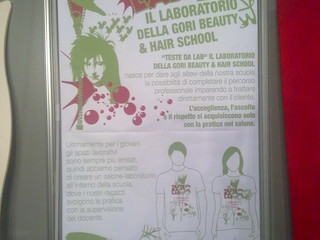 IL LABORATORIO
DELLA GORI BEAUTY
& HAIR SCHOOL
"TESTE DA LAB" IL LABORATORIO
DELLA GORI BEAUTY & HAIR SCHOOL
nasce per dare agli allievi della nostra scuola
la possibilità di completare il percorso
professionale imparando a trattare
direttamente con il cliente.
L'accoglienza, l'ascolto
e il rispetto si acquisiscono solo
con la pratica nel salone.
Ultimamente per i giovani
gli spazi lavorativi
sono sempre più limitati,
quindi abbiamo pensato
di creare un salone-laboratorio
all'interno della scuola,
dove i nostri ragazzi
svolgono la pratica
con la supervisione
del docente.